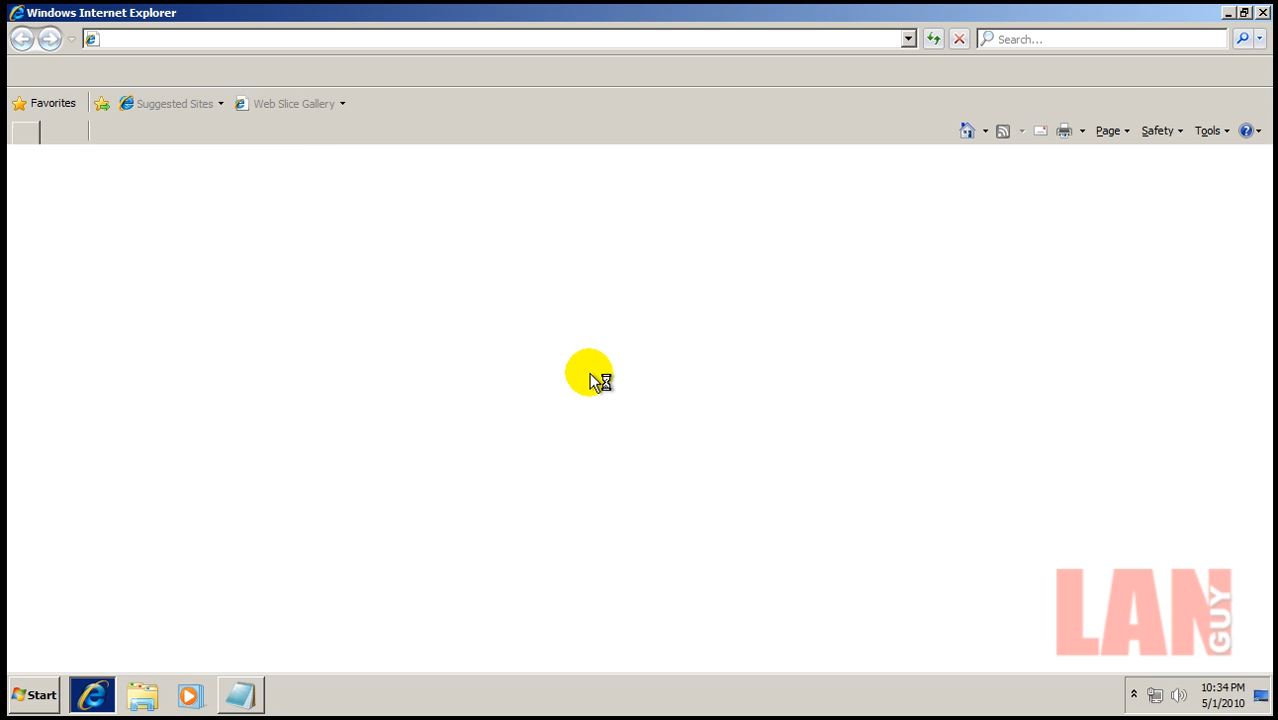 Windows Internet Explorer
Search...
Favorites
Suggested Sites
Web Slice Gallery
Page
Safety
Tools
LAN
GUY
Start
10:34 PM
5/1/2010